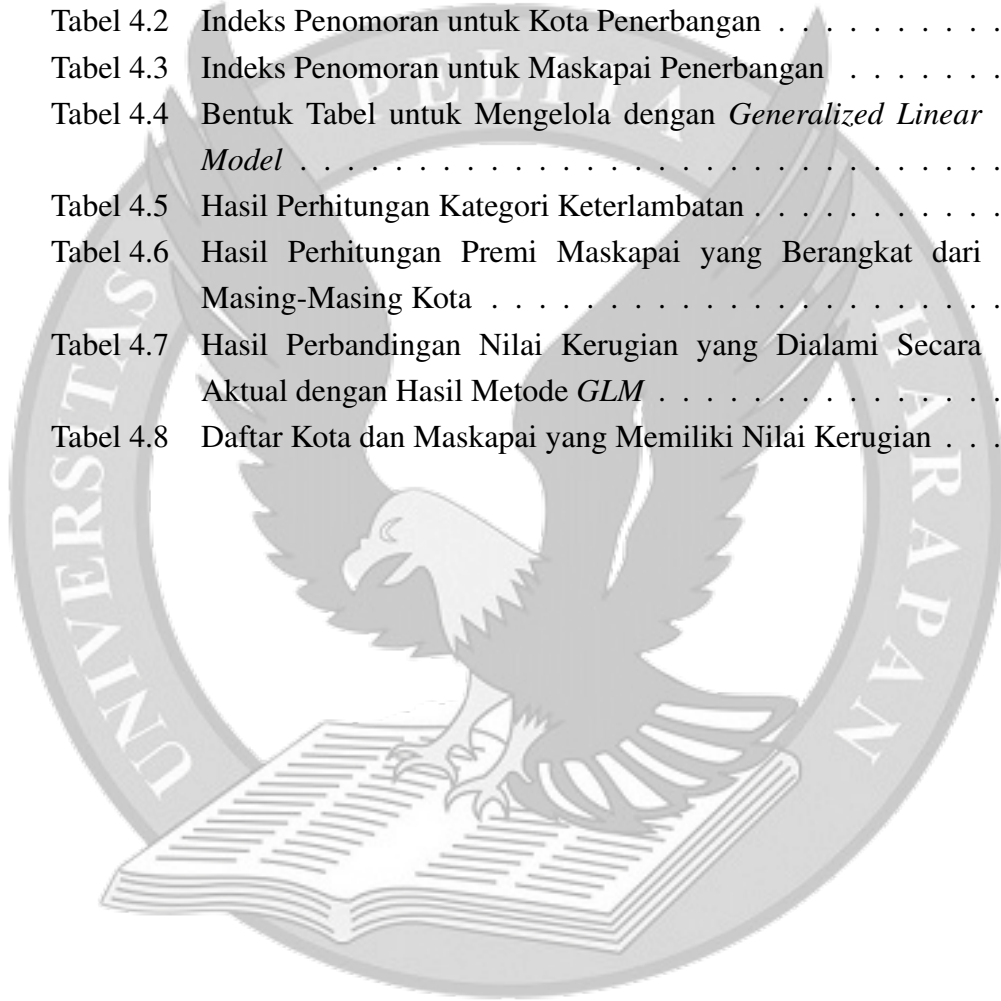 Tabel 4.2 Indeks Penomoran untuk Kota Penerbangan . . . . . . . . . .
Tabel 4.3 Indeks Penomoran untuk Maskapai Penerbangan . . . . . . .
Tabel 4.4 Bentuk Tabel untuk Mengelola dengan Generalized Linear
Model . . . . . . . . . . . . . . . . . . . . . . . . . . . . . .
Tabel 4.5 Hasil Perhitungan Kategori Keterlambatan . . . . . . . . . . .
Tabel 4.6 Hasil Perhitungan Premi Maskapai yang Berangkat dari
Masing-Masing Kota . . . . . . . . . . . . . . . . . . . . . .
Tabel 4.7 Hasil Perbandingan Nilai Kerugian yang Dialami Secara
Aktual dengan Hasil Metode GLM . . . . . . . . . . . . . . .
Tabel 4.8 Daftar Kota dan Maskapai yang Memiliki Nilai Kerugian . . .
UNIVERSITAS PELITA HARAPAN